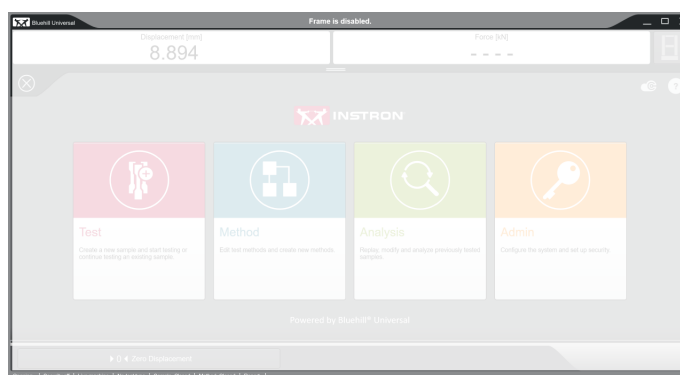 Bluehill Universal
Frame is disabled.
Displacement [mm]
8.894
Force [kN]
- - - -
INSTRON
Test
Create a new sample and start testing or
continue testing an existing sample.
Method
Edit test methods and create new methods.
Analysis
Replay, modify and analyze previously tested
samples.
Admin
Configure the system and set up security.
Powered by Bluehill® Universal
0 Zero Displacement